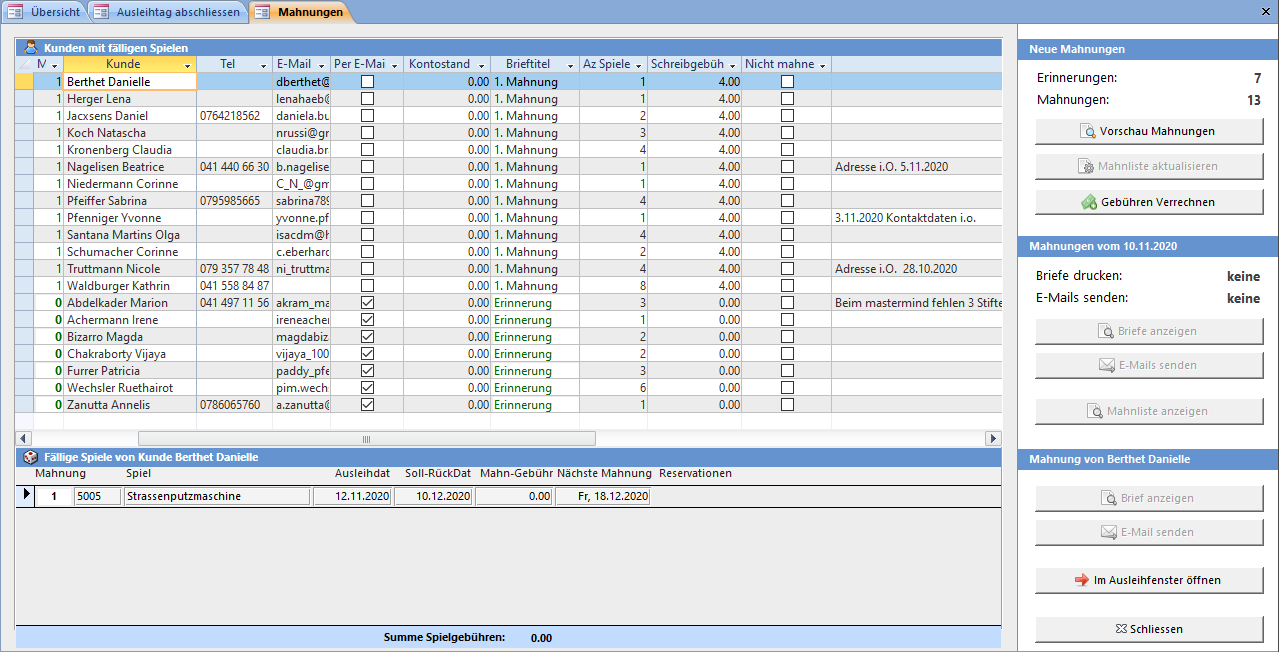 Übersicht Ausleihtag abschliessen Mahnungen
Kunden mit fälligen Spielen
M Kunde Tel E-Mail Per E-Mai Kontostand Brieftitel Az Spiele Schreibgebüh Nicht mahne
1 Berthet Danielle dberthet@ 0.00 1. Mahnung 1 4.00
1 Herger Lena lenahaeb@ 0.00 1. Mahnung 1 4.00
1 Jacxsens Daniel 0764218562 daniela.bu 0.00 1. Mahnung 2 4.00
1 Koch Natascha nrussi@gr 0.00 1. Mahnung 3 4.00
1 Kronenberg Claudia claudia.br 0.00 1. Mahnung 4 4.00
1 Nagelisen Beatrice 041 440 66 30 b.nagelise 0.00 1. Mahnung 1 4.00 Adresse i.O. 5.11.2020
1 Niedermann Corinne C_N_@gm 0.00 1. Mahnung 1 4.00
1 Pfeiffer Sabrina 0795985665 sabrina789 0.00 1. Mahnung 4 4.00
1 Pfenniger Yvonne yvonne.pf 0.00 1. Mahnung 1 4.00 3.11.2020 Kontaktdaten i.o.
1 Santana Martins Olga isacdm@h 0.00 1. Mahnung 4 4.00
1 Schumacher Corinne c.eberhard 0.00 1. Mahnung 2 4.00
1 Truttmann Nicole 079 357 78 48 ni_truttma 0.00 1. Mahnung 4 4.00 Adresse i.O. 28.10.2020
1 Waldburger Kathrin 041 558 84 87 0.00 1. Mahnung 8 4.00
0 Abdelkader Marion 041 497 11 56 akram_ma 0.00 Erinnerung 3 0.00 Beim mastermind fehlen 3 Stifte
0 Achermann Irene ireneacher 0.00 Erinnerung 1 0.00
0 Bizarro Magda magdabiz 0.00 Erinnerung 2 0.00
0 Chakraborty Vijaya vijaya_100 0.00 Erinnerung 2 0.00
0 Furrer Patricia paddy_pfe 0.00 Erinnerung 3 0.00
0 Wechsler Ruethairot pim.wechs 0.00 Erinnerung 6 0.00
0 Zanutta Annelis 0786065760 a.zanutta@ 0.00 Erinnerung 1 0.00
Fällige Spiele von Kunde Berthet Danielle
Mahnung Spiel Ausleihdat Soll-RückDat Mahn-Gebühr Nächste Mahnung Reservationen
1 5005 Strassenputzmaschine 12.11.2020 10.12.2020 0.00 Fr, 18.12.2020
Summe Spielgebühren: 0.00
Neue Mahnungen
Erinnerungen: 7
Mahnungen: 13
Vorschau Mahnungen
Mahnliste aktualisieren
Gebühren Verrechnen
Mahnungen vom 10.11.2020
Briefe drucken: keine
E-Mails senden: keine
Briefe anzeigen
E-Mails senden
Mahnliste anzeigen
Mahnung von Berthet Danielle
Brief anzeigen
E-Mail senden
Im Ausleihfenster öffnen
Schliessen